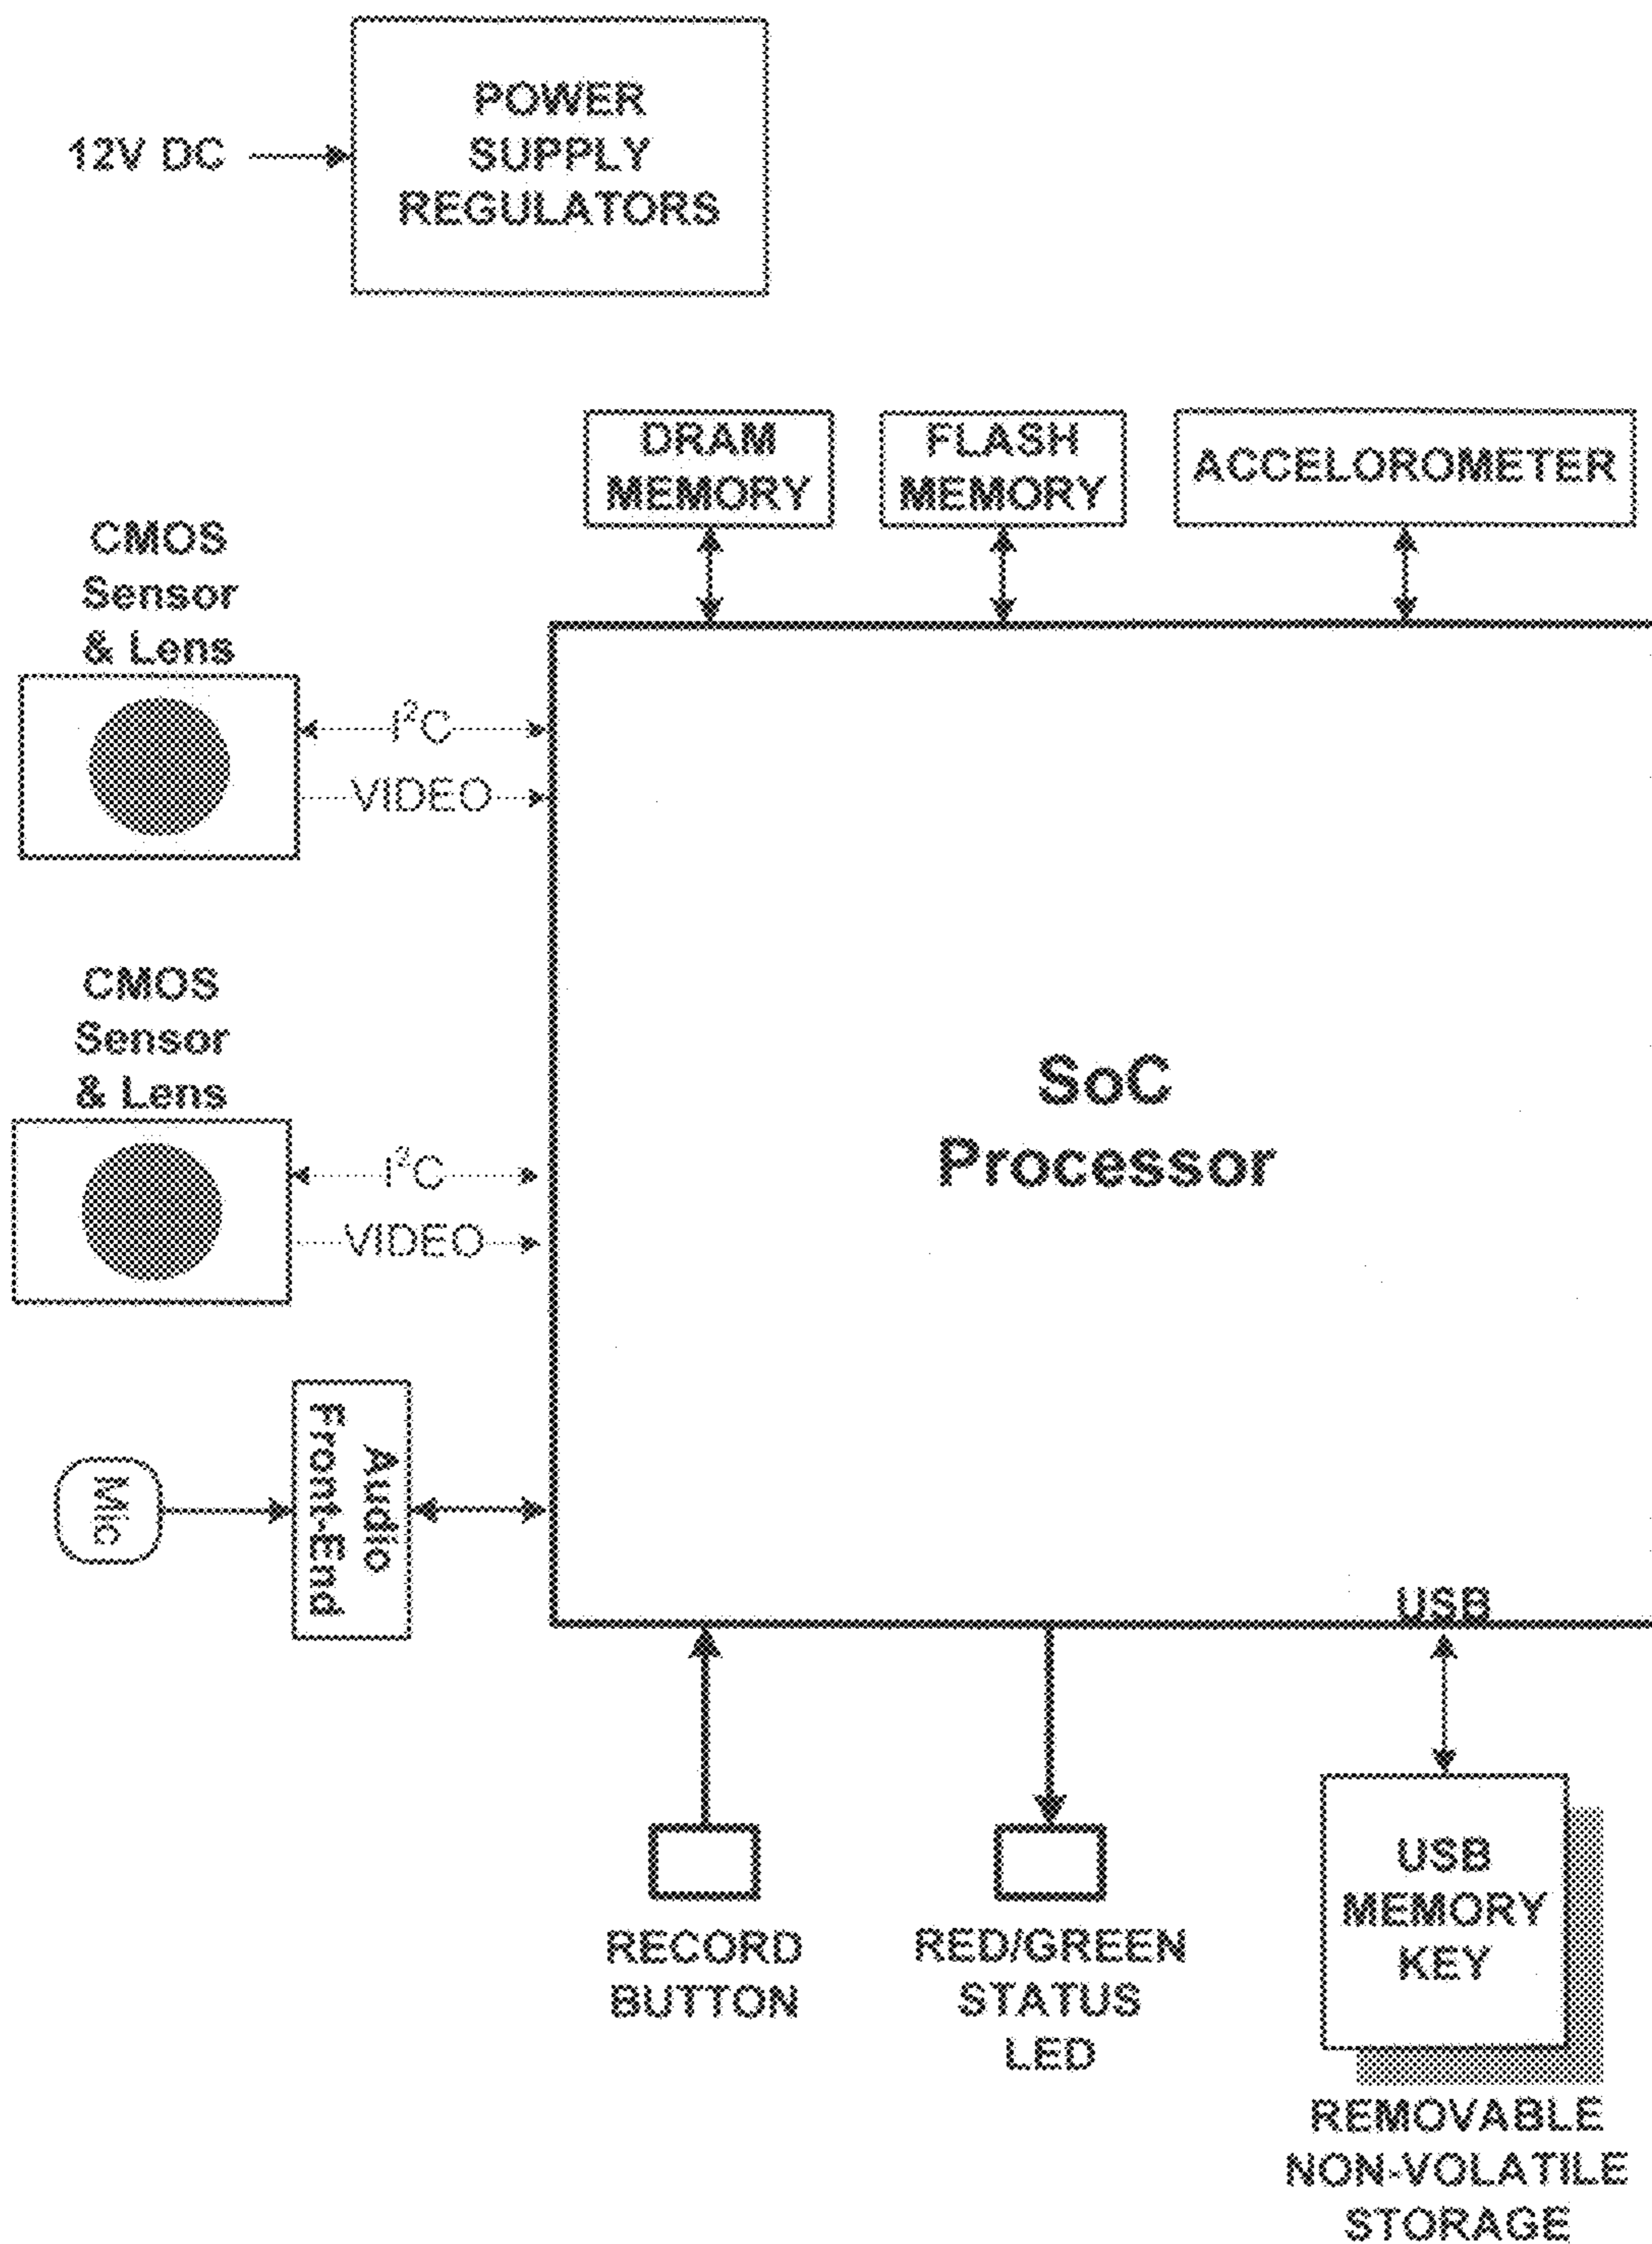 POWER
SUPPLY
REGULATORS
12V DC
DRAM
MEMORY
FLASH
MEMORY
ACCELOROMETER
CMOS
Sensor
& Lens
I²C
VIDEO
SoC
Processor
CMOS
Sensor
& Lens
I²C
VIDEO
Mic
Audio
Front-End
USB
RECORD
BUTTON
RED/GREEN
STATUS
LED
USB
MEMORY
KEY
REMOVABLE
NON-VOLATILE
STORAGE